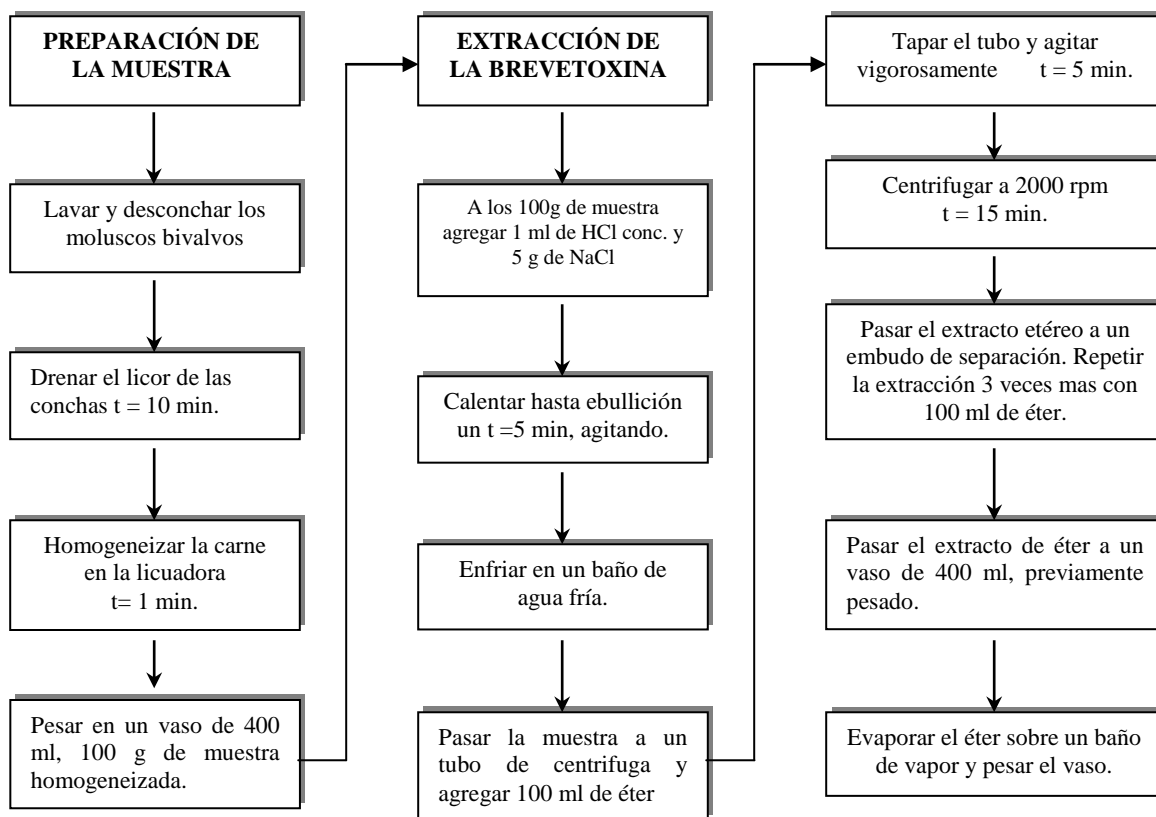 PREPARACIÓN DE
LA MUESTRA
Lavar y desconchar los
moluscos bivalvos
Drenar el licor de las
conchas t = 10 min.
Homogeneizar la carne
en la licuadora
t= 1 min.
Pesar en un vaso de 400
ml, 100 g de muestra
homogeneizada.
EXTRACCIÓN DE
LA BREVETOXINA
A los 100g de muestra
agregar 1 ml de HCl conc. y
5 g de NaCl
Calentar hasta ebullición
un t =5 min, agitando.
Enfriar en un baño de
agua fría.
Pasar la muestra a un
tubo de centrifuga y
agregar 100 ml de éter
Tapar el tubo y agitar
vigorosamente t = 5 min.
Centrifugar a 2000 rpm
t = 15 min.
Pasar el extracto etéreo a un
embudo de separación. Repetir
la extracción 3 veces mas con
100 ml de éter.
Pasar el extracto de éter a un
vaso de 400 ml, previamente
pesado.
Evaporar el éter sobre un baño
de vapor y pesar el vaso.